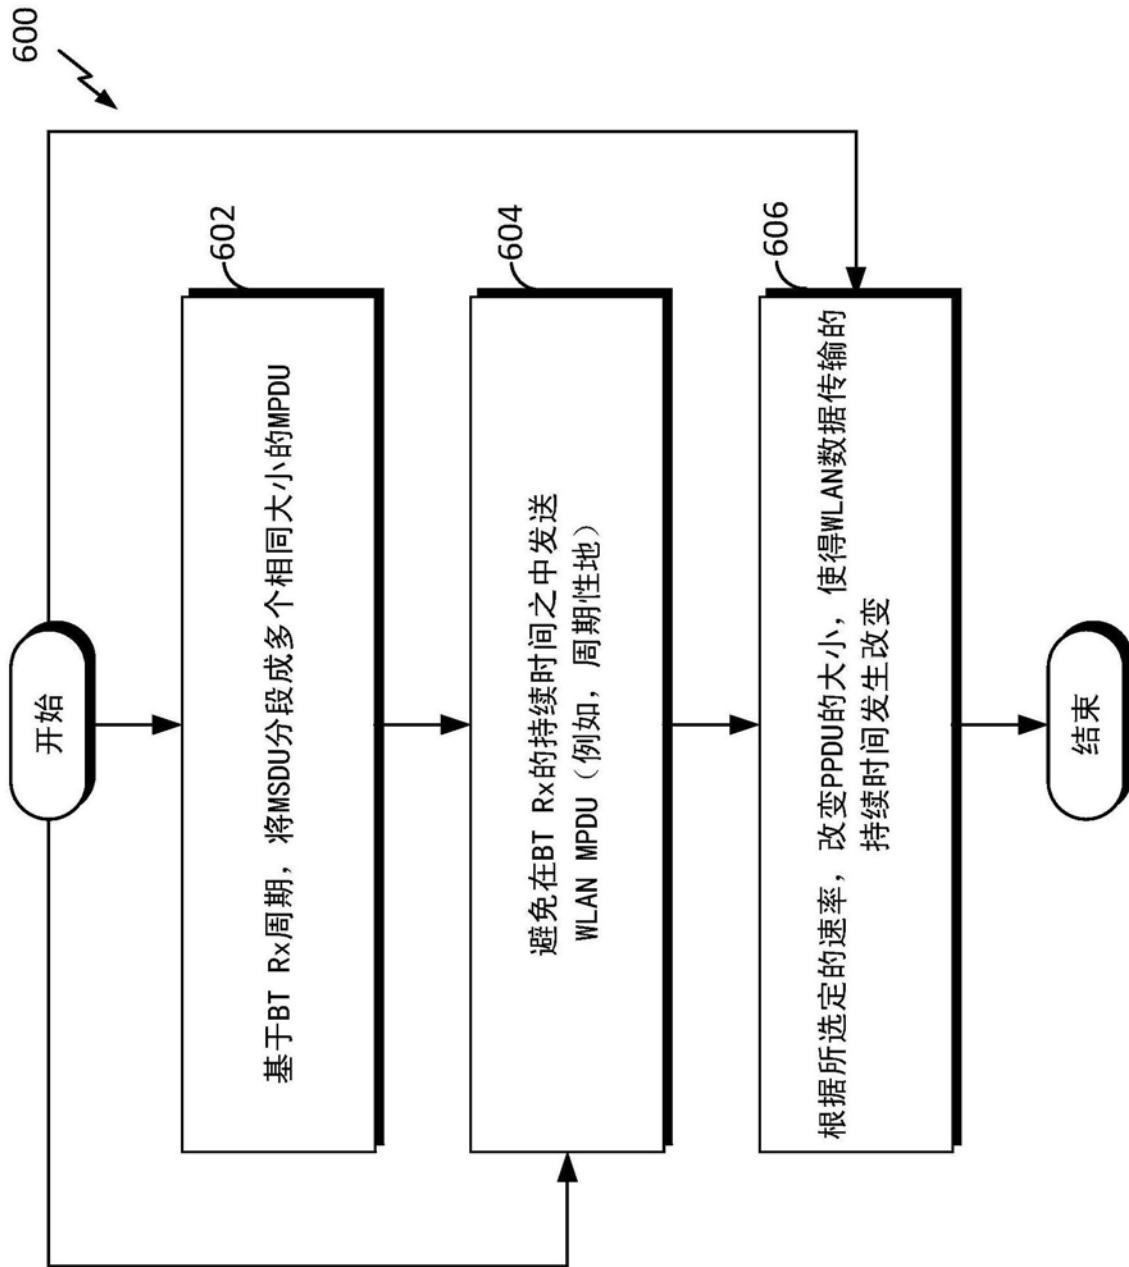 600
开始
602
基于BT Rx周期，将MSDU分段成多个相同大小的MPDU
604
避免在BT Rx的持续时间之中发送
WLAN MPDU（例如，周期性地）
606
根据所选定的速率，改变PPDU的大小，使得WLAN数据传输的
持续时间发生改变
结束